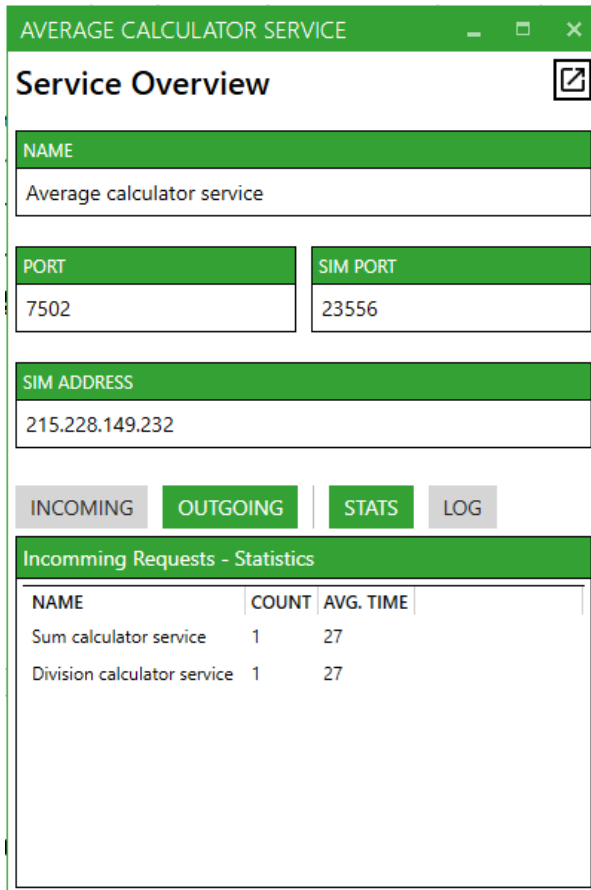 AVERAGE CALCULATOR SERVICE
Service Overview
NAME
Average calculator service
PORT SIM PORT
7502 23556
SIM ADDRESS
215.228.149.232
INCOMING OUTGOING STATS LOG
Incomming Requests - Statistics
NAME COUNT AVG. TIME
Sum calculator service 1 27
Division calculator service 1 27